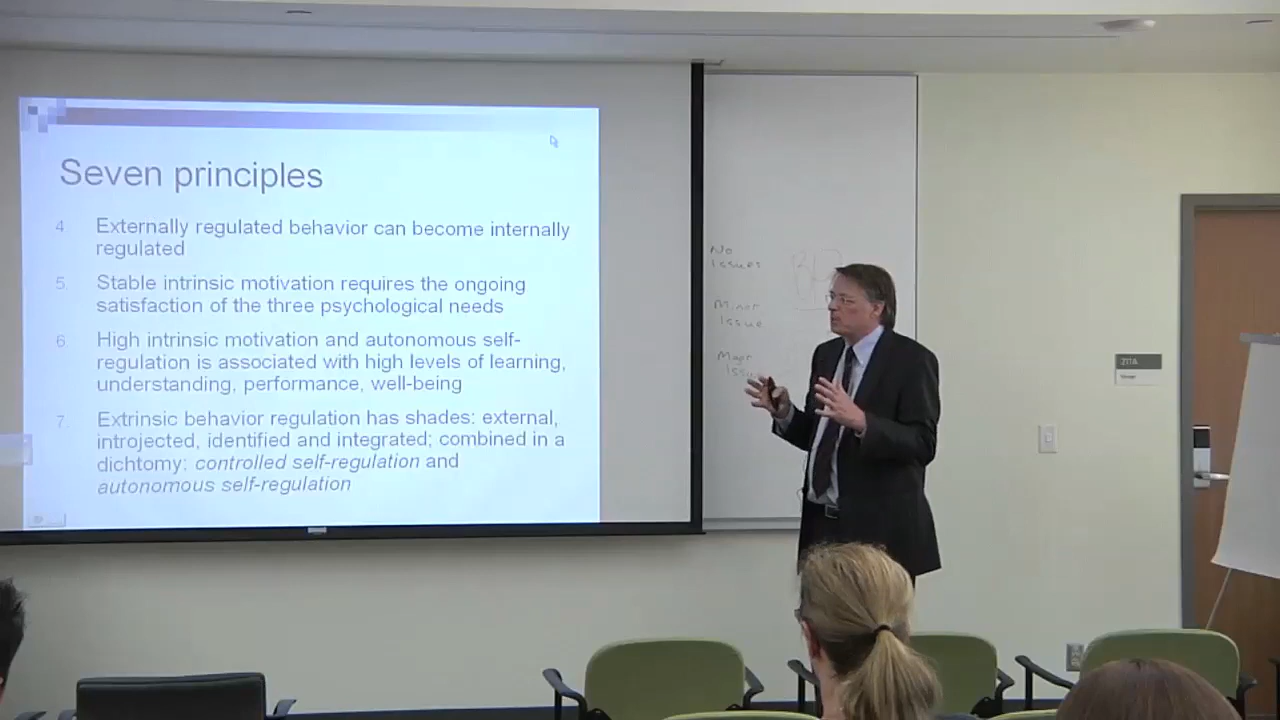 Seven principles
4. Externally regulated behavior can become internally
regulated
5. Stable intrinsic motivation requires the ongoing
satisfaction of the three psychological needs
6. High intrinsic motivation and autonomous self-
regulation is associated with high levels of learning,
understanding, performance, well-being
7. Extrinsic behavior regulation has shades: external,
introjected, identified and integrated; combined in a
dichtomy: controlled self-regulation and
autonomous self-regulation
No
Issues
Minor
Issue
Major